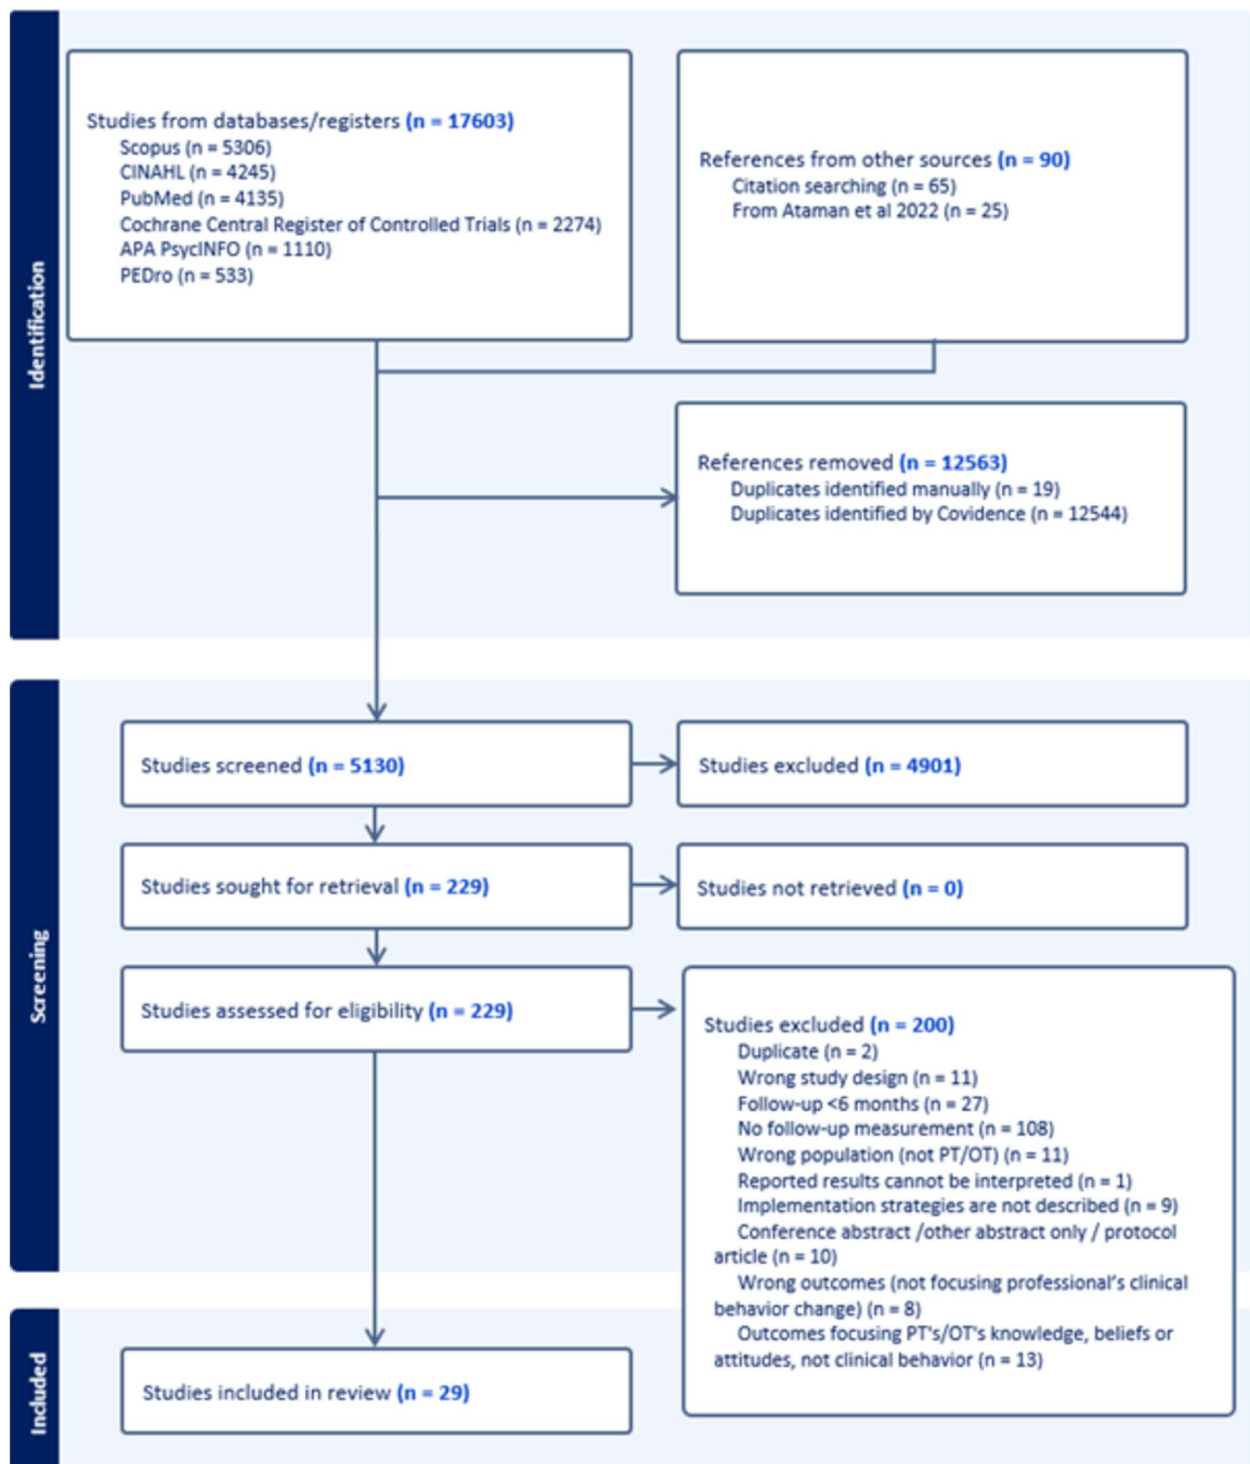 Identification
Studies from databases/registers (n = 17603)
Scopus (n = 5306)
CINAHL (n = 4245)
PubMed (n = 4135)
Cochrane Central Register of Controlled Trials (n = 2274)
APA PsycINFO (n = 1110)
PEDro (n = 533)
References from other sources (n = 90)
Citation searching (n = 65)
From Ataman et al 2022 (n = 25)
References removed (n = 12563)
Duplicates identified manually (n = 19)
Duplicates identified by Covidence (n = 12544)
Screening
Studies screened (n = 5130)
Studies excluded (n = 4901)
Studies sought for retrieval (n = 229)
Studies not retrieved (n = 0)
Studies assessed for eligibility (n = 229)
Studies excluded (n = 200)
Duplicate (n = 2)
Wrong study design (n = 11)
Follow-up <6 months (n = 27)
No follow-up measurement (n = 108)
Wrong population (not PT/OT) (n = 11)
Reported results cannot be interpreted (n = 1)
Implementation strategies are not described (n = 9)
Conference abstract /other abstract only / protocol
article (n = 10)
Wrong outcomes (not focusing professional's clinical
behavior change) (n = 8)
Outcomes focusing PT's/OT's knowledge, beliefs or
attitudes, not clinical behavior (n = 13)
Included
Studies included in review (n = 29)